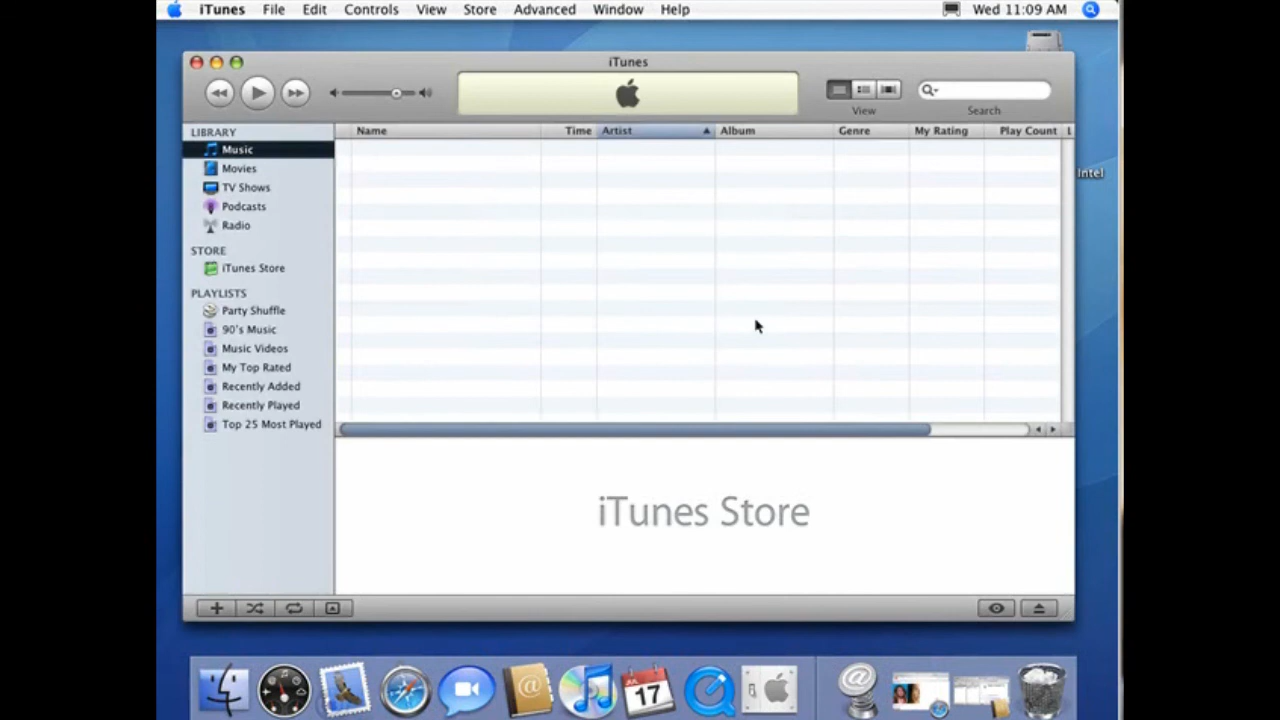 iTunes File Edit Controls View Store Advanced Window Help Wed 11:09 AM
iTunes
View Search
LIBRARY
Name Time Artist Album Genre My Rating Play Count L
Music
Movies
TV Shows
Podcasts
Radio
STORE
iTunes Store
PLAYLISTS
Party Shuffle
90's Music
Music Videos
My Top Rated
Recently Added
Recently Played
Top 25 Most Played
Intel
iTunes Store
17